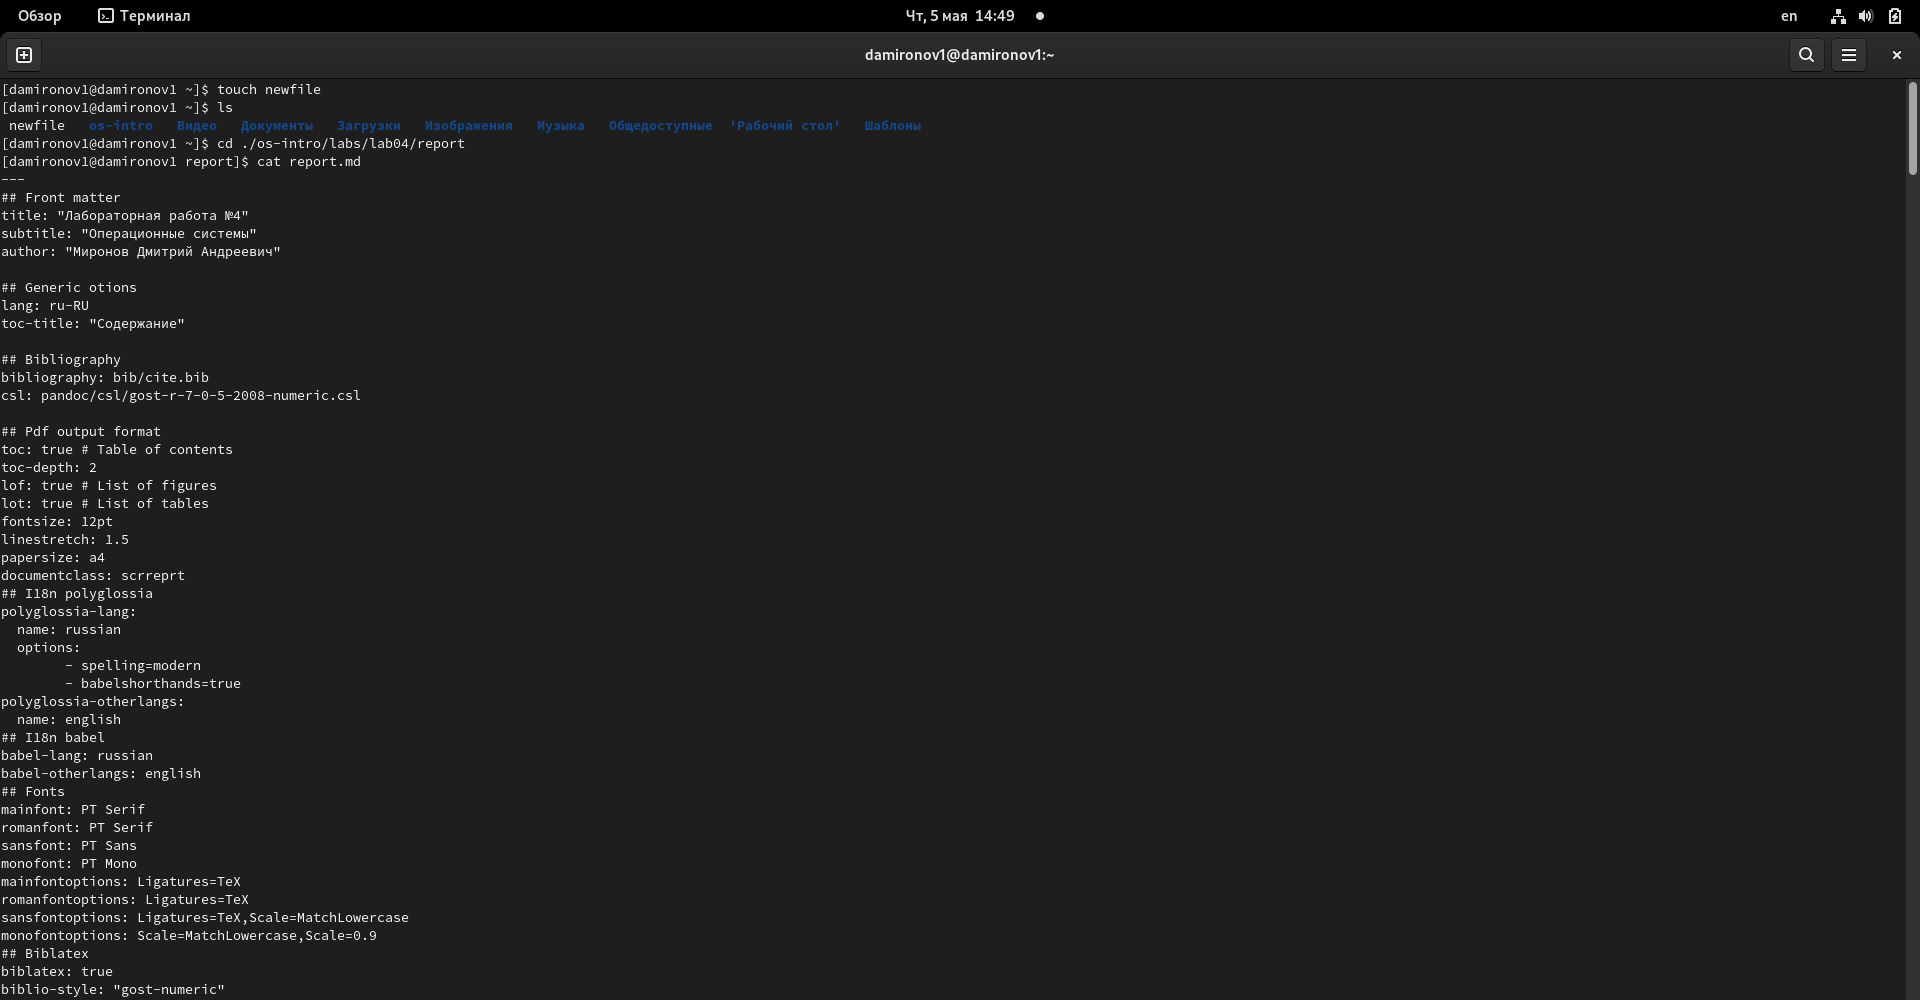 Обзор Терминал Чт, 5 мая 14:49 en
damironov1@damironov1:~
[damironov1@damironov1 ~]$ touch newfile
[damironov1@damironov1 ~]$ ls
newfile os-intro Видео Документы Загрузки Изображения Музыка Общедоступные 'Рабочий стол' Шаблоны
[damironov1@damironov1 ~]$ cd ./os-intro/labs/lab04/report
[damironov1@damironov1 report]$ cat report.md
---
## Front matter
title: "Лабораторная работа №4"
subtitle: "Операционные системы"
author: "Миронов Дмитрий Андреевич"

## Generic otions
lang: ru-RU
toc-title: "Содержание"

## Bibliography
bibliography: bib/cite.bib
csl: pandoc/csl/gost-r-7-0-5-2008-numeric.csl

## Pdf output format
toc: true # Table of contents
toc-depth: 2
lof: true # List of figures
lot: true # List of tables
fontsize: 12pt
linestretch: 1.5
papersize: a4
documentclass: scrreprt
## I18n polyglossia
polyglossia-lang:
  name: russian
  options:
        - spelling=modern
        - babelshorthands=true
polyglossia-otherlangs:
  name: english
## I18n babel
babel-lang: russian
babel-otherlangs: english
## Fonts
mainfont: PT Serif
romanfont: PT Serif
sansfont: PT Sans
monofont: PT Mono
mainfontoptions: Ligatures=TeX
romanfontoptions: Ligatures=TeX
sansfontoptions: Ligatures=TeX,Scale=MatchLowercase
monofontoptions: Scale=MatchLowercase,Scale=0.9
## Biblatex
biblatex: true
biblio-style: "gost-numeric"